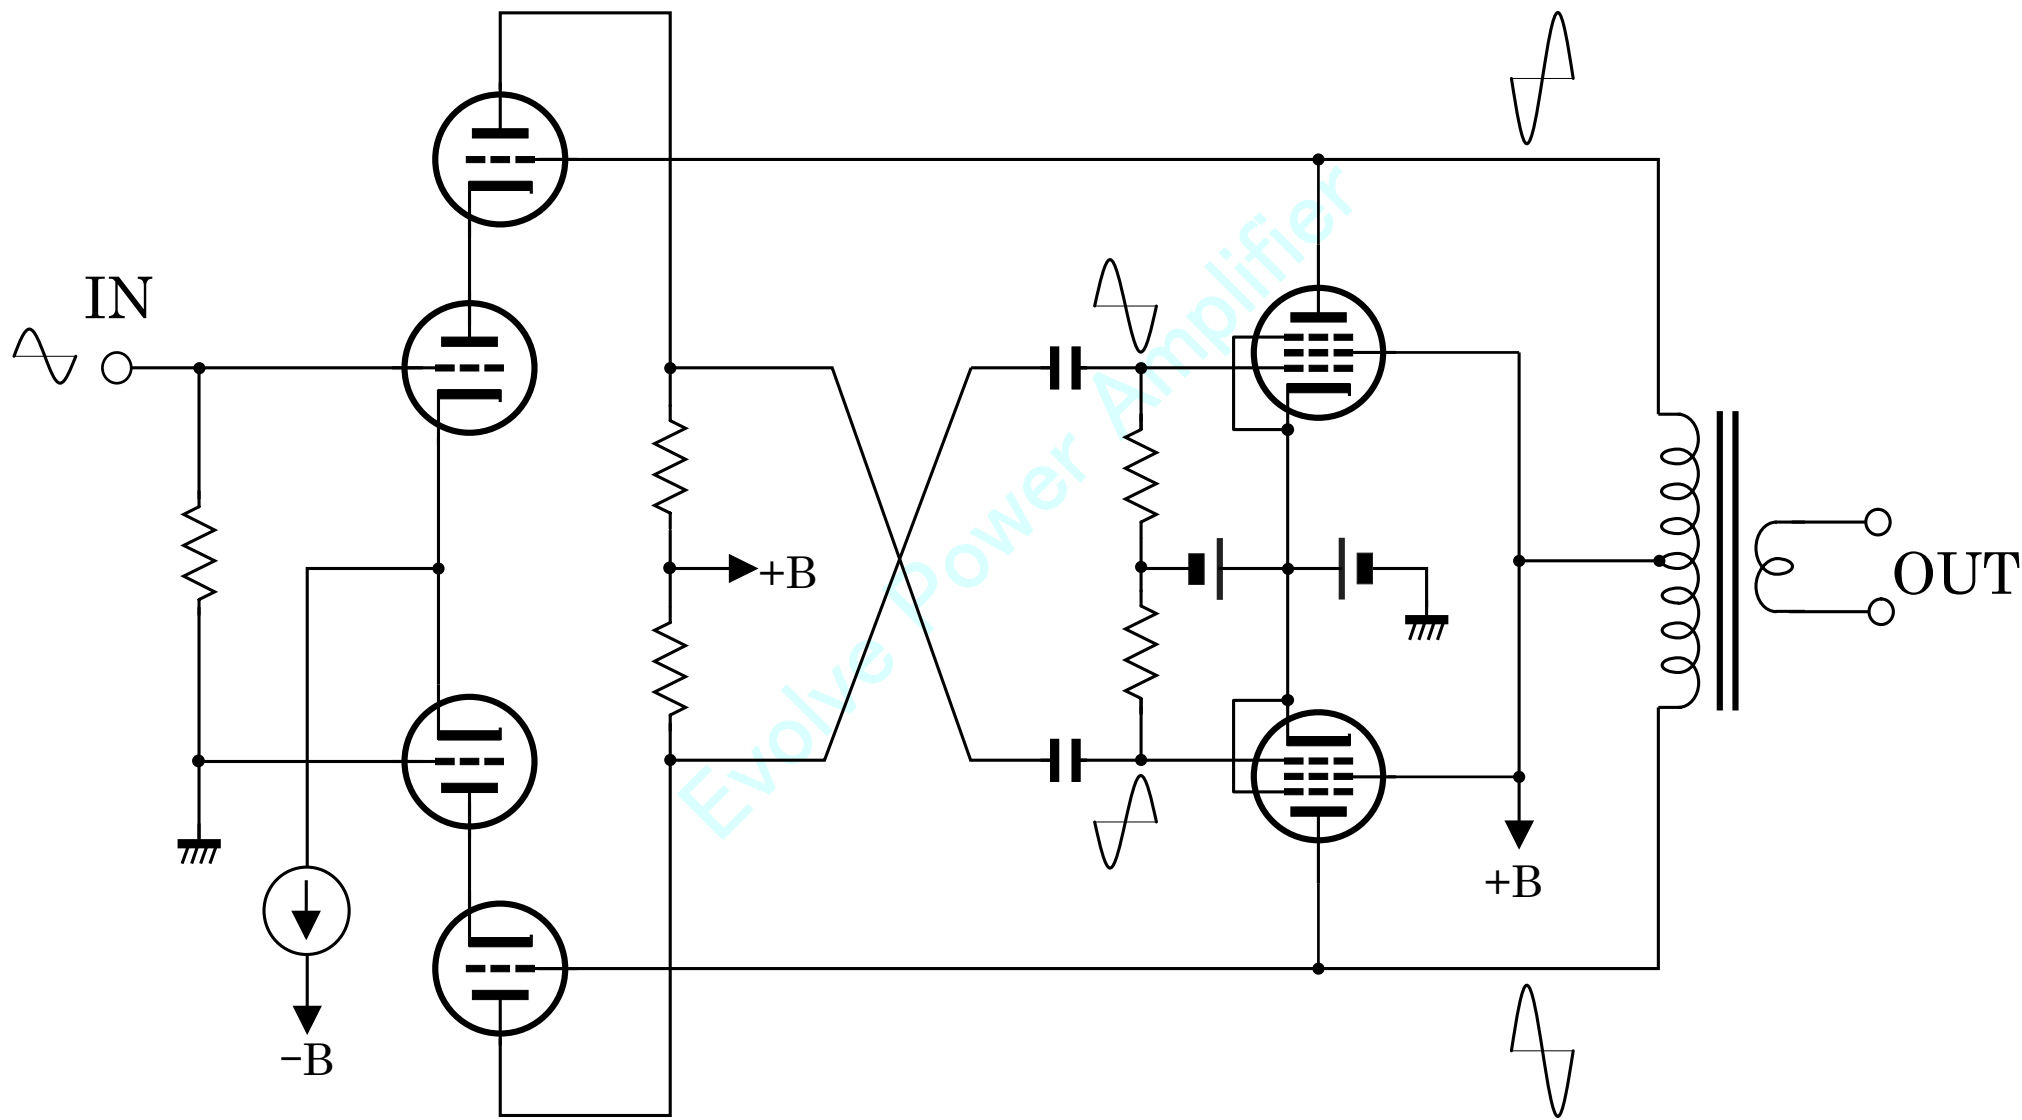 IN
+B
OUT
+B
−B
Evolve Power Amplifier